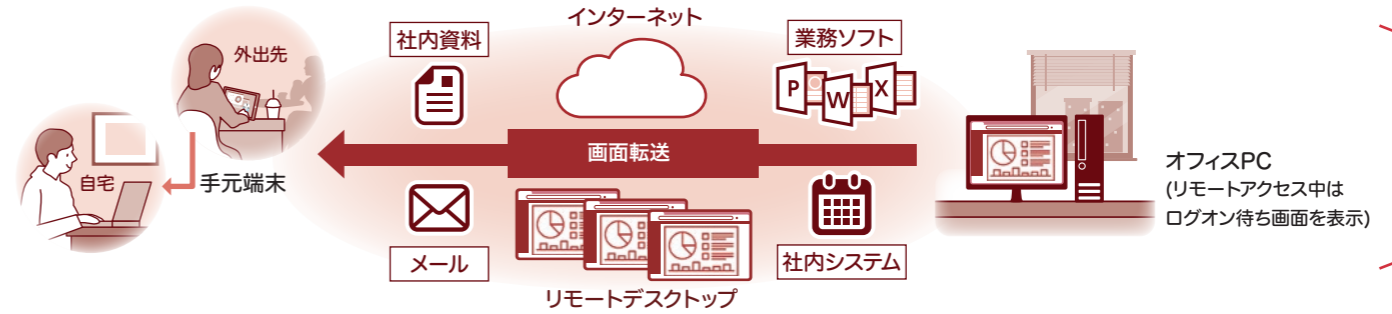 インターネット
社内資料
業務ソフト
外出先
P
W
X
画面転送
自宅
手元端末
オフィスPC
(リモートアクセス中は
ログオン待ち画面を表示)
メール
社内システム
リモートデスクトップ